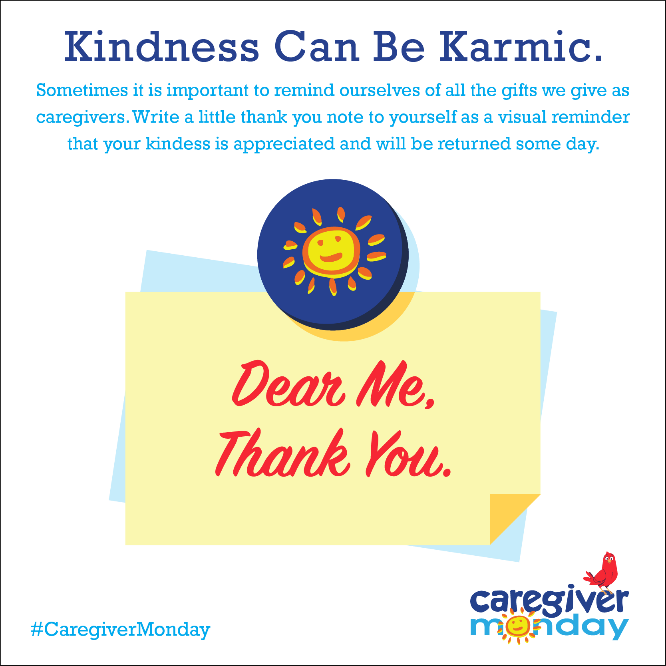 Kindness Can Be Karmic.
Sometimes it is important to remind ourselves of all the gifts we give as
caregivers. Write a little thank you note to yourself as a visual reminder
that your kindess is appreciated and will be returned some day.
Dear Me,
Thank You.
#CaregiverMonday
caregiver
monday